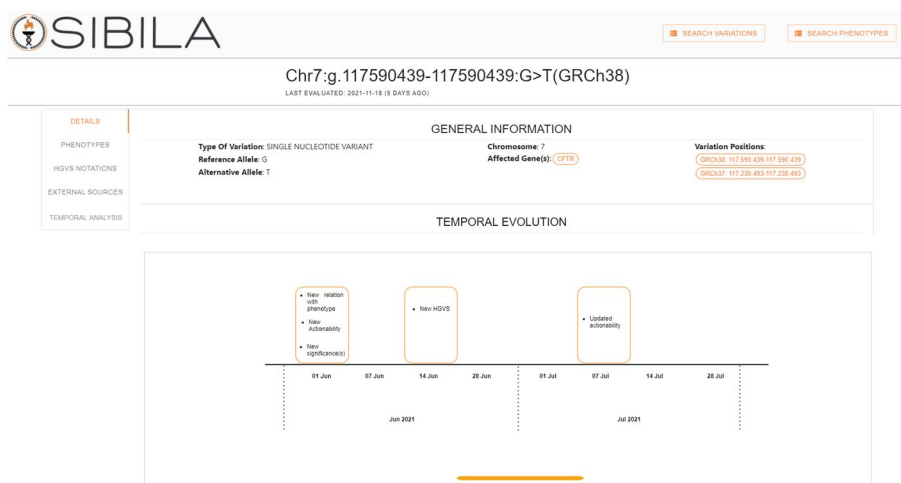 SIBILA
SEARCH VARIATIONS
SEARCH PHENOTYPES
Chr7:g.117590439-117590439:G>T(GRCh38)
LAST EVALUATED: 2021-11-18 (5 DAYS AGO)
DETAILS
PHENOTYPES
HGVS NOTATIONS
EXTERNAL SOURCES
TEMPORAL ANALYSIS
GENERAL INFORMATION
Type Of Variation: SINGLE NUCLEOTIDE VARIANT
Reference Allele: G
Alternative Allele: T
Chromosome: 7
Affected Gene(s): CFTR
Variation Positions:
GRCh38: 117.590.439-117.590.439
GRCh37: 117.230.493-117.230.493
TEMPORAL EVOLUTION
• New relation
with
phenotype
• New
Actionability
• New
significance(s)
• New HGVS
• Updated
actionability
01 Jun 07 Jun 14 Jun 28 Jun 01 Jul 07 Jul 14 Jul 28 Jul
Jun 2021 Jul 2021